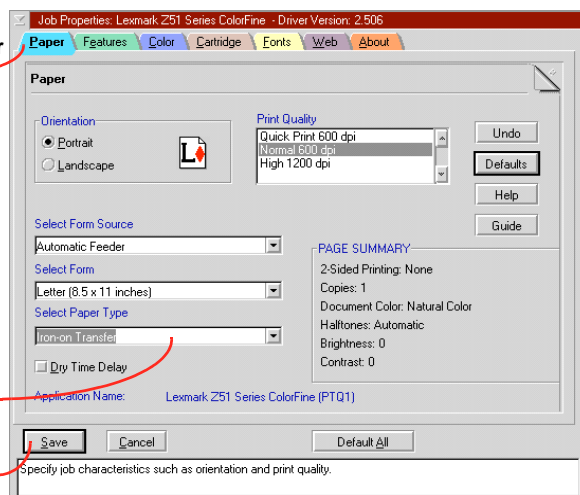 Job Properties: Lexmark Z51 Series ColorFine - Driver Version: 2.506
r
Paper Features Color Cartridge Fonts Web About
Paper
Orientation
Portrait
Landscape
L
Print Quality
Quick Print 600 dpi
Normal 600 dpi
High 1200 dpi
Undo
Defaults
Help
Guide
Select Form Source
Automatic Feeder
Select Form
Letter (8.5 x 11 inches)
Select Paper Type
Iron-on Transfer
Dry Time Delay
PAGE SUMMARY
2-Sided Printing: None
Copies: 1
Document Color: Natural Color
Halftones: Automatic
Brightness: 0
Contrast: 0
Application Name: Lexmark Z51 Series ColorFine (PTQ1)
Save Cancel Default All
Specify job characteristics such as orientation and print quality.